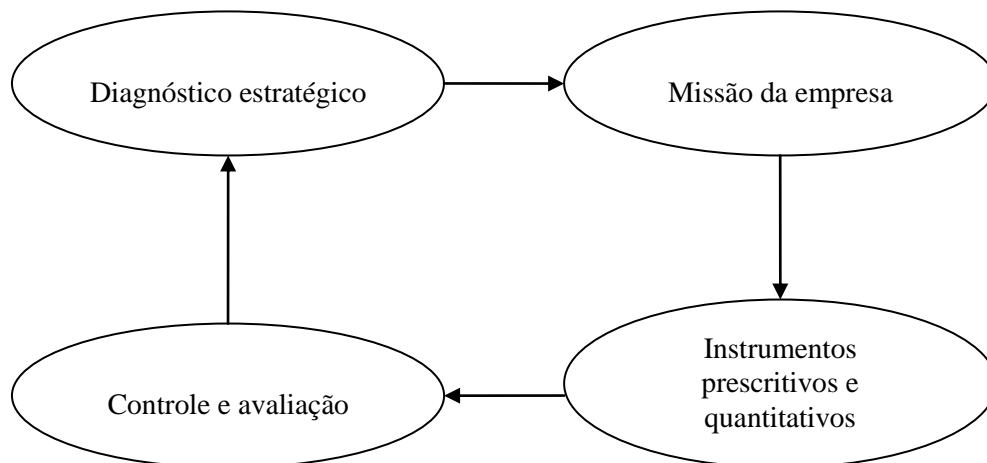 Diagnóstico estratégico
Missão da empresa
Instrumentos
prescritivos e
quantitativos
Controle e avaliação